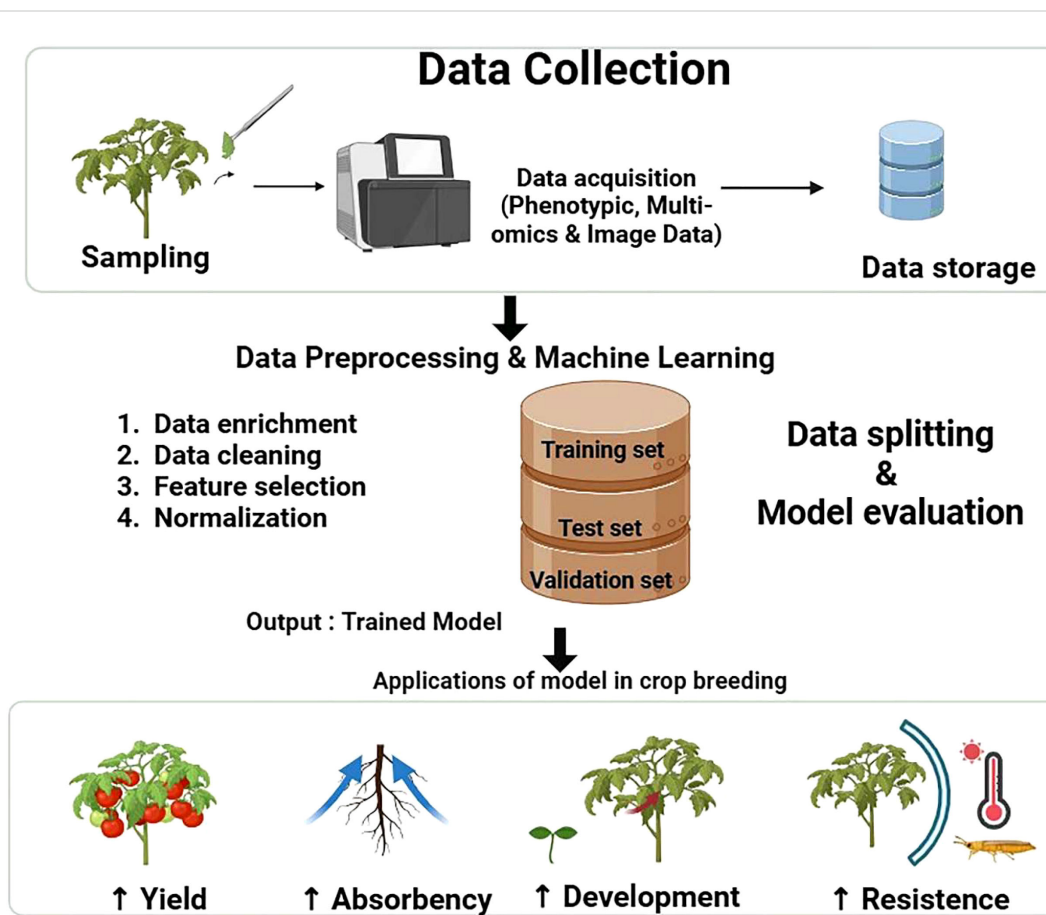 Data Collection
Sampling
Data acquisition
(Phenotypic, Multi-
omics & Image Data)
Data storage
Data Preprocessing & Machine Learning
1. Data enrichment
2. Data cleaning
3. Feature selection
4. Normalization
Training set
Test set
Validation set
Data splitting
&
Model evaluation
Output : Trained Model
Applications of model in crop breeding
↑ Yield
↑ Absorbency
↑ Development
↑ Resistence